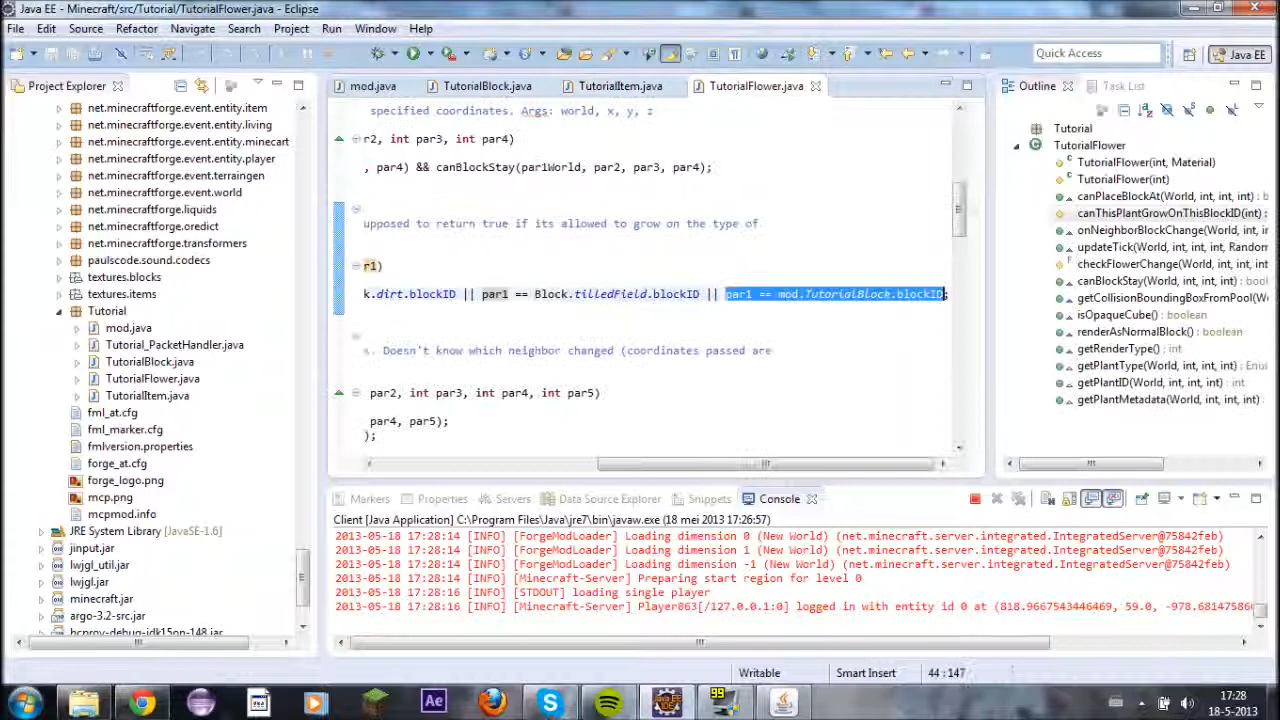 Java EE - Minecraft/src/Tutorial/TutorialFlower.java - Eclipse
File Edit Source Refactor Navigate Search Project Run Window Help
Quick Access
Java EE
Project Explorer
net.minecraftforge.event.entity.item
net.minecraftforge.event.entity.living
net.minecraftforge.event.entity.minecart
net.minecraftforge.event.entity.player
net.minecraftforge.event.terraingen
net.minecraftforge.event.world
net.minecraftforge.liquids
net.minecraftforge.oredict
net.minecraftforge.transformers
paulscode.sound.codecs
textures.blocks
textures.items
Tutorial
mod.java
Tutorial_PacketHandler.java
TutorialBlock.java
TutorialFlower.java
TutorialItem.java
fml_at.cfg
fml_marker.cfg
fmlversion.properties
forge_at.cfg
forge_logo.png
mcp.png
mcpmod.info
JRE System Library [JavaSE-1.6]
jinput.jar
lwjgl_util.jar
lwjgl.jar
minecraft.jar
argo-3.2-src.jar
bcprov-debug-jdk15on-148.jar
mod.java TutorialBlock.java TutorialItem.java TutorialFlower.java
specified coordinates. Args: world, x, y, z
r2, int par3, int par4)
, par4) && canBlockStay(par1World, par2, par3, par4);
upposed to return true if its allowed to grow on the type of
r1)
k.dirt.blockID || par1 == Block.tilledField.blockID || par1 == mod.TutorialBlock.blockID;
s. Doesn't know which neighbor changed (coordinates passed are
par2, int par3, int par4, int par5)
par4, par5);
);
Outline Task List
Tutorial
TutorialFlower
TutorialFlower(int, Material)
TutorialFlower(int)
canPlaceBlockAt(World, int, int, int) : b
canThisPlantGrowOnThisBlockID(int) :
onNeighborBlockChange(World, int, int,
updateTick(World, int, int, int, Random
checkFlowerChange(World, int, int, int)
canBlockStay(World, int, int, int) : boole
getCollisionBoundingBoxFromPool(Wo
isOpaqueCube() : boolean
renderAsNormalBlock() : boolean
getRenderType() : int
getPlantType(World, int, int, int) : Enu
getPlantID(World, int, int, int) : int
getPlantMetadata(World, int, int, int) :
Markers Properties Servers Data Source Explorer Snippets Console
Client [Java Application] C:\Program Files\Java\jre7\bin\javaw.exe (18 mei 2013 17:26:57)
2013-05-18 17:28:14 [INFO] [ForgeModLoader] Loading dimension 0 (New World) (net.minecraft.server.integrated.IntegratedServer@75842feb)
2013-05-18 17:28:14 [INFO] [ForgeModLoader] Loading dimension 1 (New World) (net.minecraft.server.integrated.IntegratedServer@75842feb)
2013-05-18 17:28:14 [INFO] [ForgeModLoader] Loading dimension -1 (New World) (net.minecraft.server.integrated.IntegratedServer@75842feb)
2013-05-18 17:28:14 [INFO] [Minecraft-Server] Preparing start region for level 0
2013-05-18 17:28:16 [INFO] [STDOUT] loading single player
2013-05-18 17:28:16 [INFO] [Minecraft-Server] Player863[/127.0.0.1:0] logged in with entity id 0 at (818.9667543446469, 59.0, -978.68147586
Writable Smart Insert 44 : 147
Ae
Java EE
IDE
99
17:28
18-5-2013